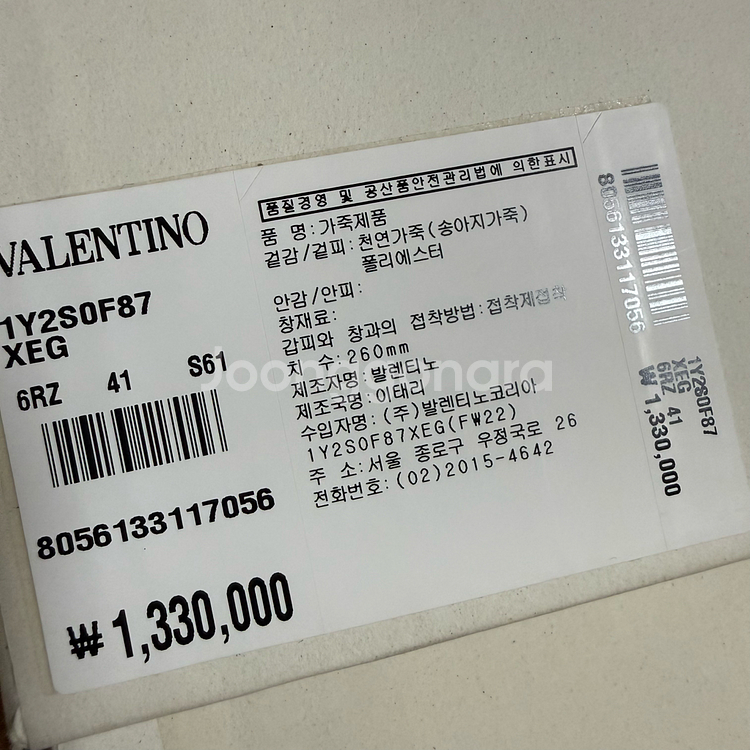 VALENTINO
1Y2S0F87
XEG
6RZ 41 S61
8056133117056
₩ 1,330,000
품질경영 및 공산품안전관리법에 의한표시
품 명:가죽제품
겉감/겉피:천연가죽(송아지가죽)
폴리에스터
안감/안피:
창재료:
갑피와 창과의 접착방법:접착제접착
치 수:260mm
제조자명:발렌티노
제조국명:이태리
수입자명:(주)발렌티노코리아
1Y2S0F87XEG(FW22)
주 소:서울 종로구 우정국로 26
전화번호:(02)2015-4642
8056133117056
1Y2S0F87
XEG
6RZ 41
₩ 1,330,000
Joonggonara